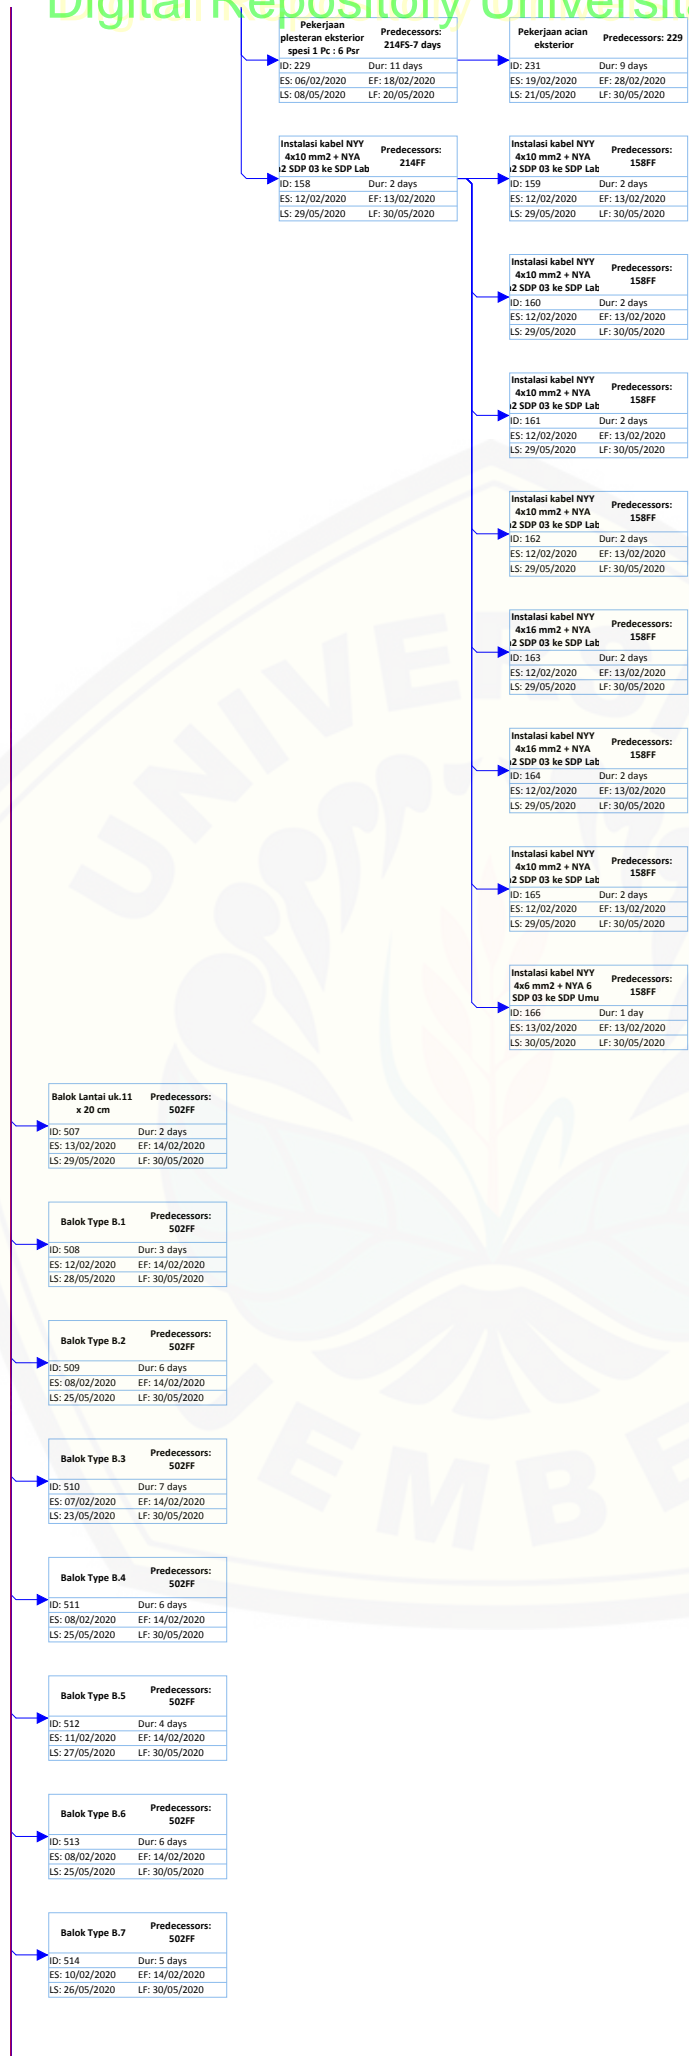 Digital Repository Universita
Pekerjaan
plesteran eksterior
spesi 1 Pc : 6 Psr
Predecessors:
214FS-7 days
ID: 229 Dur: 11 days
ES: 06/02/2020 EF: 18/02/2020
LS: 08/05/2020 LF: 20/05/2020
Pekerjaan acian
eksterior
Predecessors: 229
ID: 231 Dur: 9 days
ES: 19/02/2020 EF: 28/02/2020
LS: 21/05/2020 LF: 30/05/2020
Instalasi kabel NYY
4x10 mm2 + NYA
SDP 03 ke SDP Lab
Predecessors:
214FF
ID: 158 Dur: 2 days
ES: 12/02/2020 EF: 13/02/2020
LS: 29/05/2020 LF: 30/05/2020
Instalasi kabel NYY
4x10 mm2 + NYA
SDP 03 ke SDP Lab
Predecessors:
158FF
ID: 159 Dur: 2 days
ES: 12/02/2020 EF: 13/02/2020
LS: 29/05/2020 LF: 30/05/2020
Instalasi kabel NYY
4x10 mm2 + NYA
SDP 03 ke SDP Lab
Predecessors:
158FF
ID: 160 Dur: 2 days
ES: 12/02/2020 EF: 13/02/2020
LS: 29/05/2020 LF: 30/05/2020
Instalasi kabel NYY
4x10 mm2 + NYA
SDP 03 ke SDP Lab
Predecessors:
158FF
ID: 161 Dur: 2 days
ES: 12/02/2020 EF: 13/02/2020
LS: 29/05/2020 LF: 30/05/2020
Instalasi kabel NYY
4x10 mm2 + NYA
SDP 03 ke SDP Lab
Predecessors:
158FF
ID: 162 Dur: 2 days
ES: 12/02/2020 EF: 13/02/2020
LS: 29/05/2020 LF: 30/05/2020
Instalasi kabel NYY
4x16 mm2 + NYA
SDP 03 ke SDP Lab
Predecessors:
158FF
ID: 163 Dur: 2 days
ES: 12/02/2020 EF: 13/02/2020
LS: 29/05/2020 LF: 30/05/2020
Instalasi kabel NYY
4x16 mm2 + NYA
SDP 03 ke SDP Lab
Predecessors:
158FF
ID: 164 Dur: 2 days
ES: 12/02/2020 EF: 13/02/2020
LS: 29/05/2020 LF: 30/05/2020
Instalasi kabel NYY
4x10 mm2 + NYA
SDP 03 ke SDP Lab
Predecessors:
158FF
ID: 165 Dur: 2 days
ES: 12/02/2020 EF: 13/02/2020
LS: 29/05/2020 LF: 30/05/2020
Instalasi kabel NYY
4x6 mm2 + NYA 6
SDP 03 ke SDP Umu
Predecessors:
158FF
ID: 166 Dur: 1 day
ES: 13/02/2020 EF: 13/02/2020
LS: 30/05/2020 LF: 30/05/2020
Balok Lantai uk.11
x 20 cm
Predecessors:
502FF
ID: 507 Dur: 2 days
ES: 13/02/2020 EF: 14/02/2020
LS: 29/05/2020 LF: 30/05/2020
Balok Type B.1
Predecessors:
502FF
ID: 508 Dur: 3 days
ES: 12/02/2020 EF: 14/02/2020
LS: 28/05/2020 LF: 30/05/2020
Balok Type B.2
Predecessors:
502FF
ID: 509 Dur: 6 days
ES: 08/02/2020 EF: 14/02/2020
LS: 25/05/2020 LF: 30/05/2020
Balok Type B.3
Predecessors:
502FF
ID: 510 Dur: 7 days
ES: 07/02/2020 EF: 14/02/2020
LS: 23/05/2020 LF: 30/05/2020
Balok Type B.4
Predecessors:
502FF
ID: 511 Dur: 6 days
ES: 08/02/2020 EF: 14/02/2020
LS: 25/05/2020 LF: 30/05/2020
Balok Type B.5
Predecessors:
502FF
ID: 512 Dur: 4 days
ES: 11/02/2020 EF: 14/02/2020
LS: 27/05/2020 LF: 30/05/2020
Balok Type B.6
Predecessors:
502FF
ID: 513 Dur: 6 days
ES: 08/02/2020 EF: 14/02/2020
LS: 25/05/2020 LF: 30/05/2020
Balok Type B.7
Predecessors:
502FF
ID: 514 Dur: 5 days
ES: 10/02/2020 EF: 14/02/2020
LS: 26/05/2020 LF: 30/05/2020
UNIVERS
JEMBE